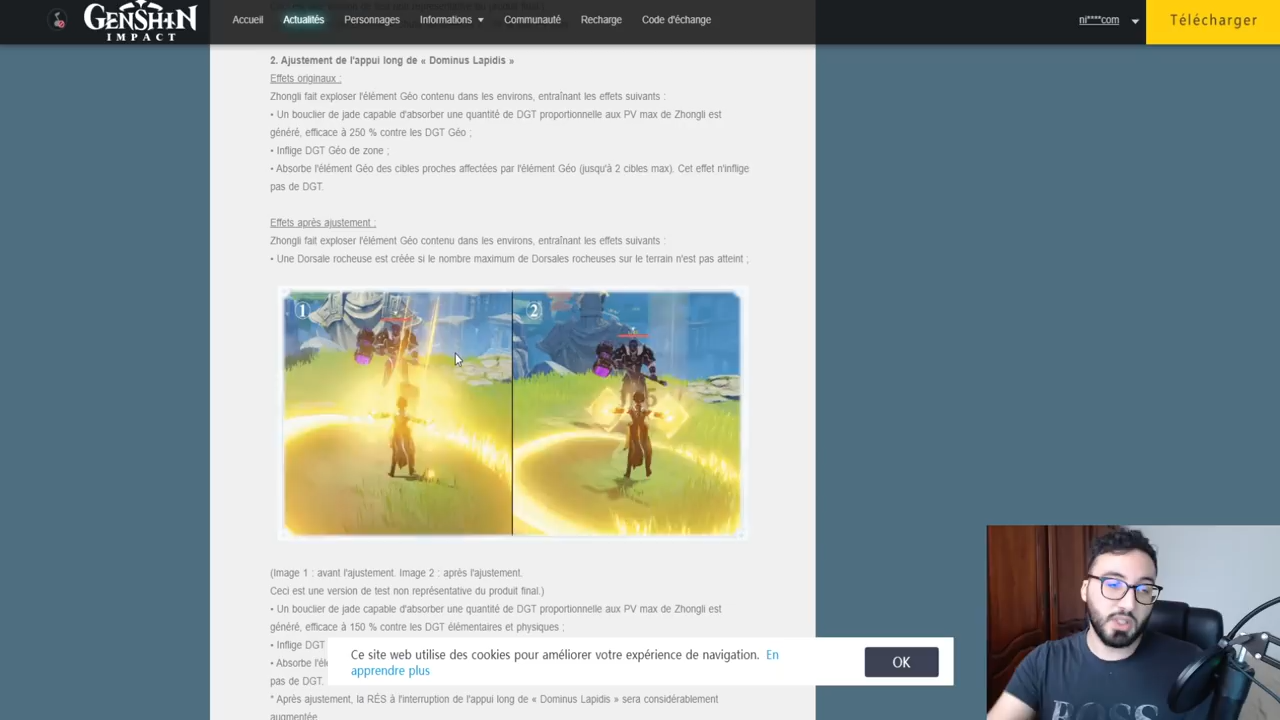 GENSHIN
IMPACT
Accueil Actualités Personnages Informations Communauté Recharge Code d'échange
ni****com
Télécharger
2. Ajustement de l'appui long de « Dominus Lapidis »
Effets originaux :
Zhongli fait exploser l'élément Géo contenu dans les environs, entraînant les effets suivants :
• Un bouclier de jade capable d'absorber une quantité de DGT proportionnelle aux PV max de Zhongli est
généré, efficace à 250 % contre les DGT Géo ;
• Inflige DGT Géo de zone ;
• Absorbe l'élément Géo des cibles proches affectées par l'élément Géo (jusqu'à 2 cibles max). Cet effet n'inflige
pas de DGT.
Effets après ajustement :
Zhongli fait exploser l'élément Géo contenu dans les environs, entraînant les effets suivants :
• Une Dorsale rocheuse est créée si le nombre maximum de Dorsales rocheuses sur le terrain n'est pas atteint ;
1
2
(Image 1 : avant l'ajustement. Image 2 : après l'ajustement.
Ceci est une version de test non représentative du produit final.)
• Un bouclier de jade capable d'absorber une quantité de DGT proportionnelle aux PV max de Zhongli est
généré, efficace à 150 % contre les DGT élémentaires et physiques ;
• Inflige DGT
• Absorbe l'él
pas de DGT.
* Après ajustement, la RÉS à l'interruption de l'appui long de « Dominus Lapidis » sera considérablement
augmentée
Ce site web utilise des cookies pour améliorer votre expérience de navigation. En
apprendre plus
OK